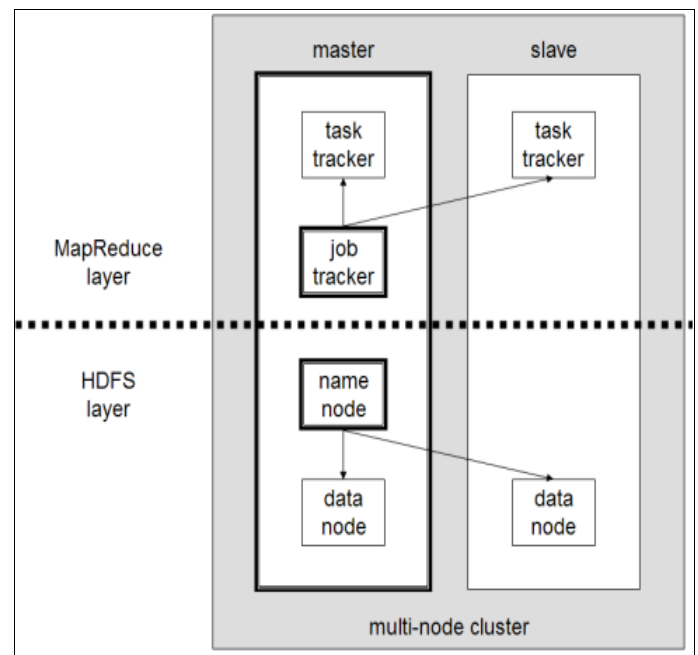 master
slave
task
tracker
task
tracker
MapReduce
layer
job
tracker
HDFS
layer
name
node
data
node
data
node
multi-node cluster